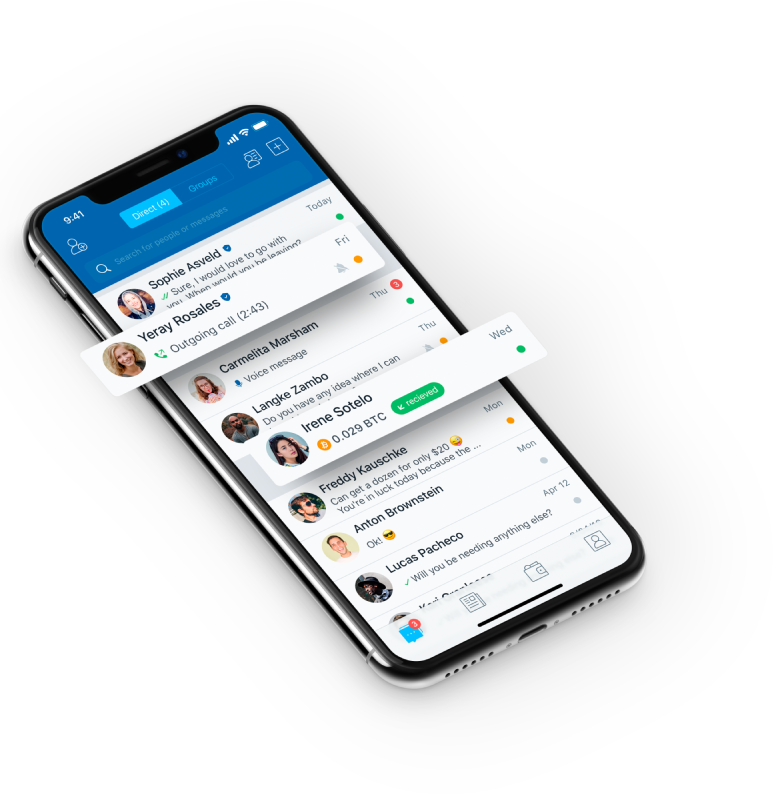 9:41
Direct (4) Groups
Search for people or messages
Sophie Asveld Today
Sure, I would love to go with
you. When would you be leaving?
Yeray Rosales Fri
Outgoing call (2:43)
Carmelita Marsham Thu 3
Voice message
Langke Zambo Thu
Do you have any idea where I can
Irene Sotelo Wed
0.029 BTC recieved
Freddy Kauschke Mon
Can get a dozen for only $20 😜
You're in luck today because the ...
Anton Brownstein Mon
Ok! 😎
Lucas Pacheco Apr 12
Will you be needing anything else?
3